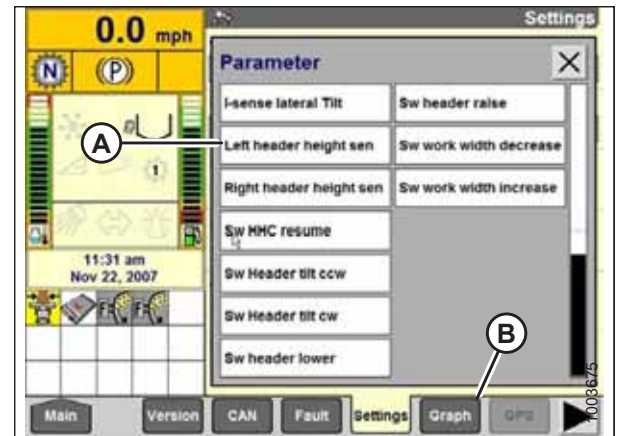 0.0 mph
Settings
N
(P)
1
11:31 am
Nov 22, 2007
Parameter
I-sense lateral Tilt
Sw header raise
A
Left header height sen
Sw work width decrease
Right header height sen
Sw work width increase
Sw HHC resume
Sw Header tilt ccw
Sw Header tilt cw
Sw header lower
B
Main
Version
CAN
Fault
Settings
Graph
GPS
1003675